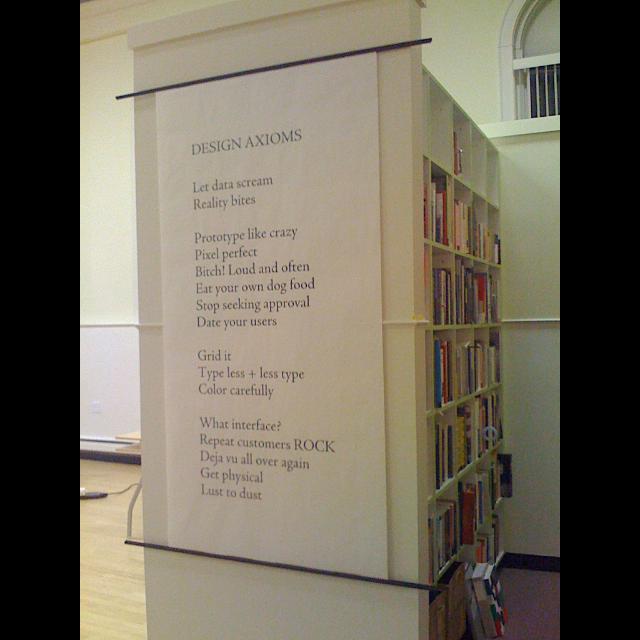 DESIGN AXIOMS
Let data scream
Reality bites
Prototype like crazy
Pixel perfect
Bitch! Loud and often
Eat your own dog food
Stop seeking approval
Date your users
Grid it
Type less + less type
Color carefully
What interface?
Repeat customers ROCK
Deja vu all over again
Get physical
Lust to dust